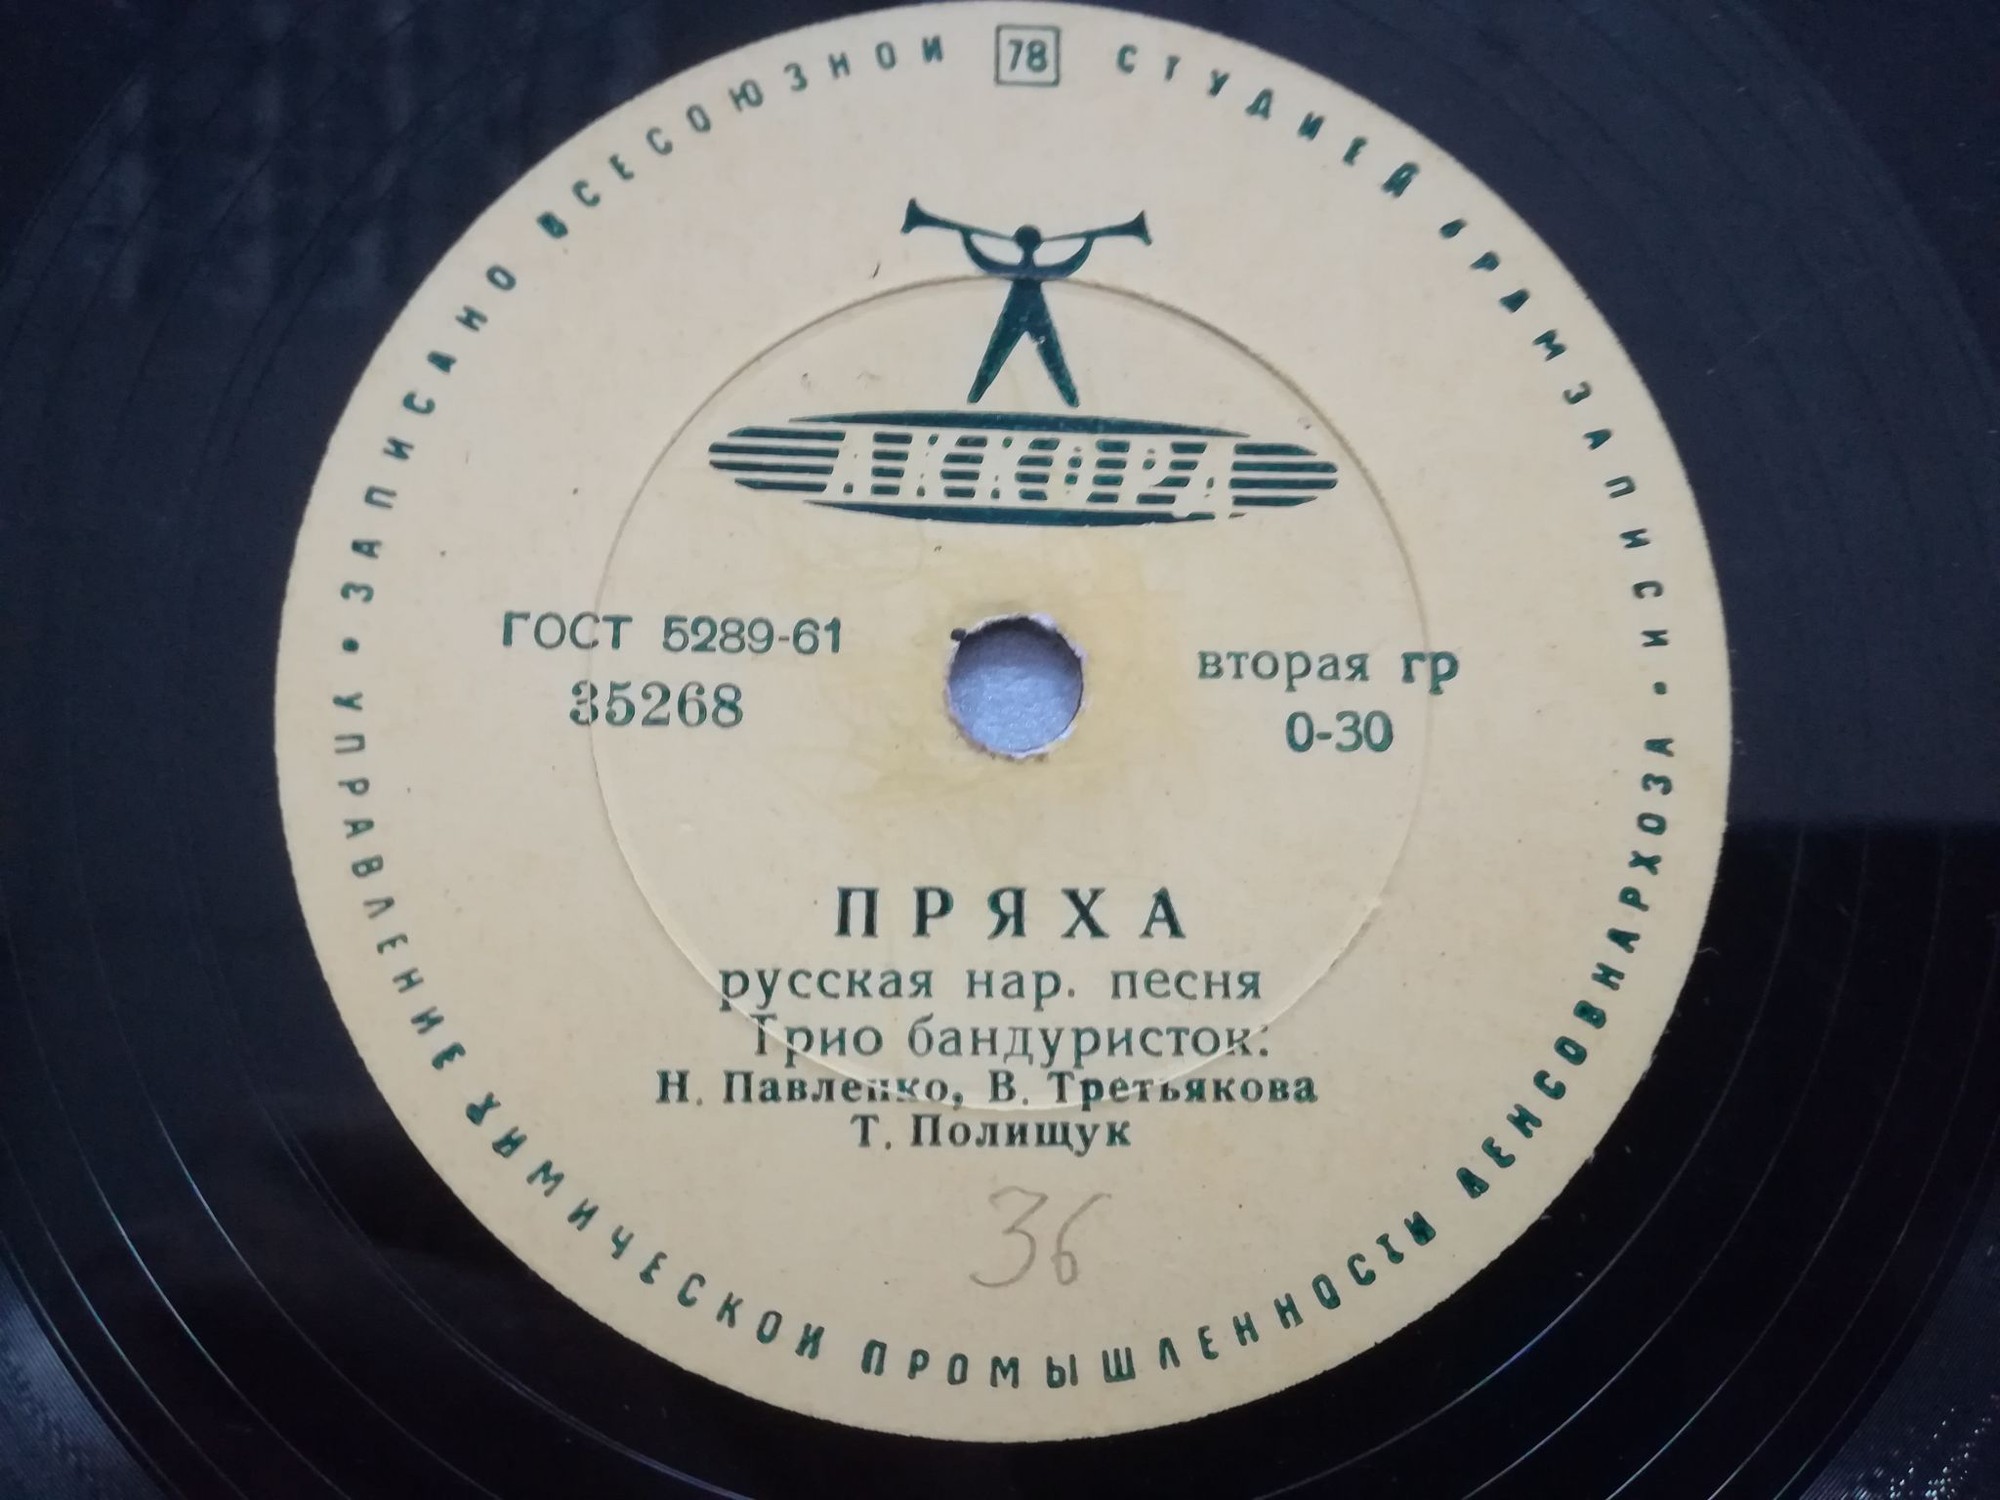 ЗАПИСАНО ВСЕСОЮЗНОЙ 78 СТУДИЕЙ ГРАМЗАПИСИ
АККОРД
ГОСТ 5289-61
35268
вторая гр
0-30
ПРЯХА
русская нар. песня
Трио бандуристок:
Н. Павленко, В. Третьякова
Т. Полищук
36
УПРАВЛЕНИЕ ХИМИЧЕСКОЙ ПРОМЫШЛЕННОСТИ ЛЕНСОВНАРХОЗА